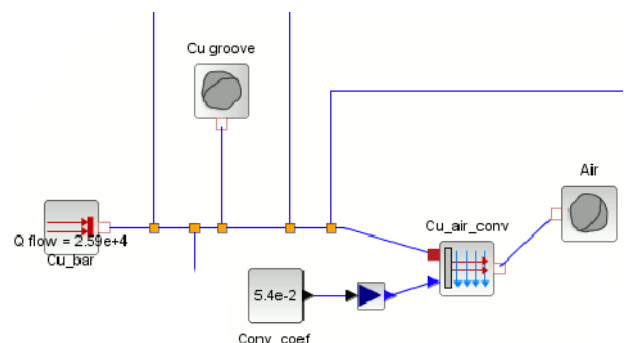 Cu groove
Air
Cu_air_conv
Q flow = 2.59e+4
Cu_bar
5.4e-2
Conv_coef